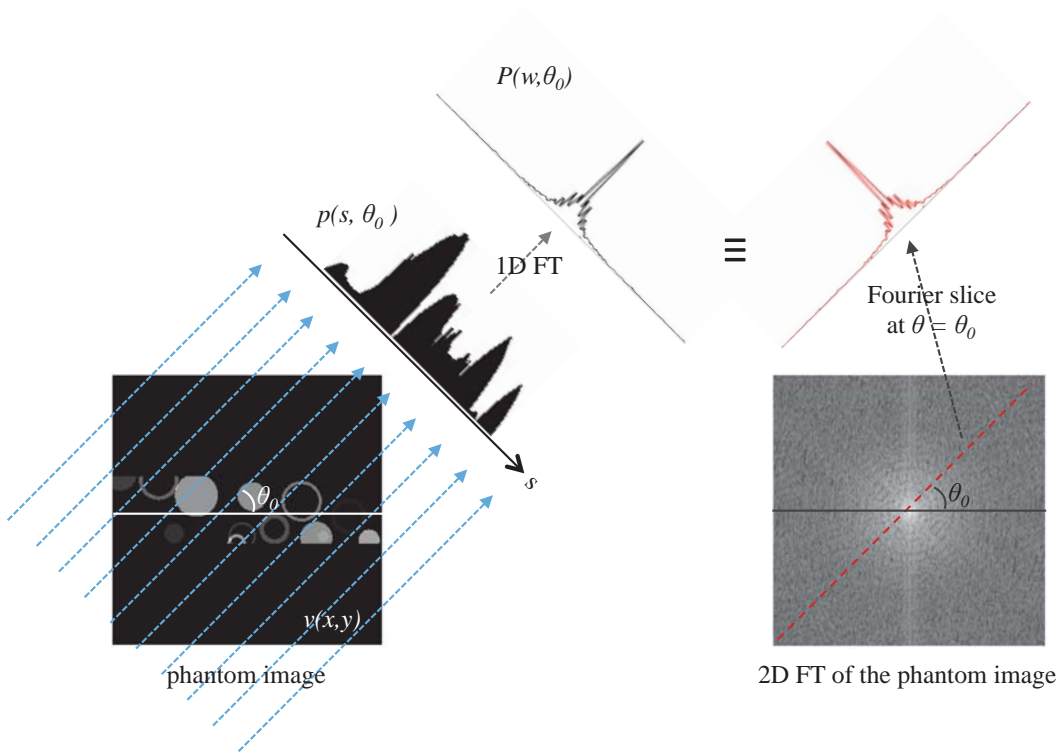 P(w,θ0)
p(s, θ0 )
1D FT
≡
Fourier slice
at θ = θ0
s
θ0
θ0
v(x,y)
phantom image
2D FT of the phantom image